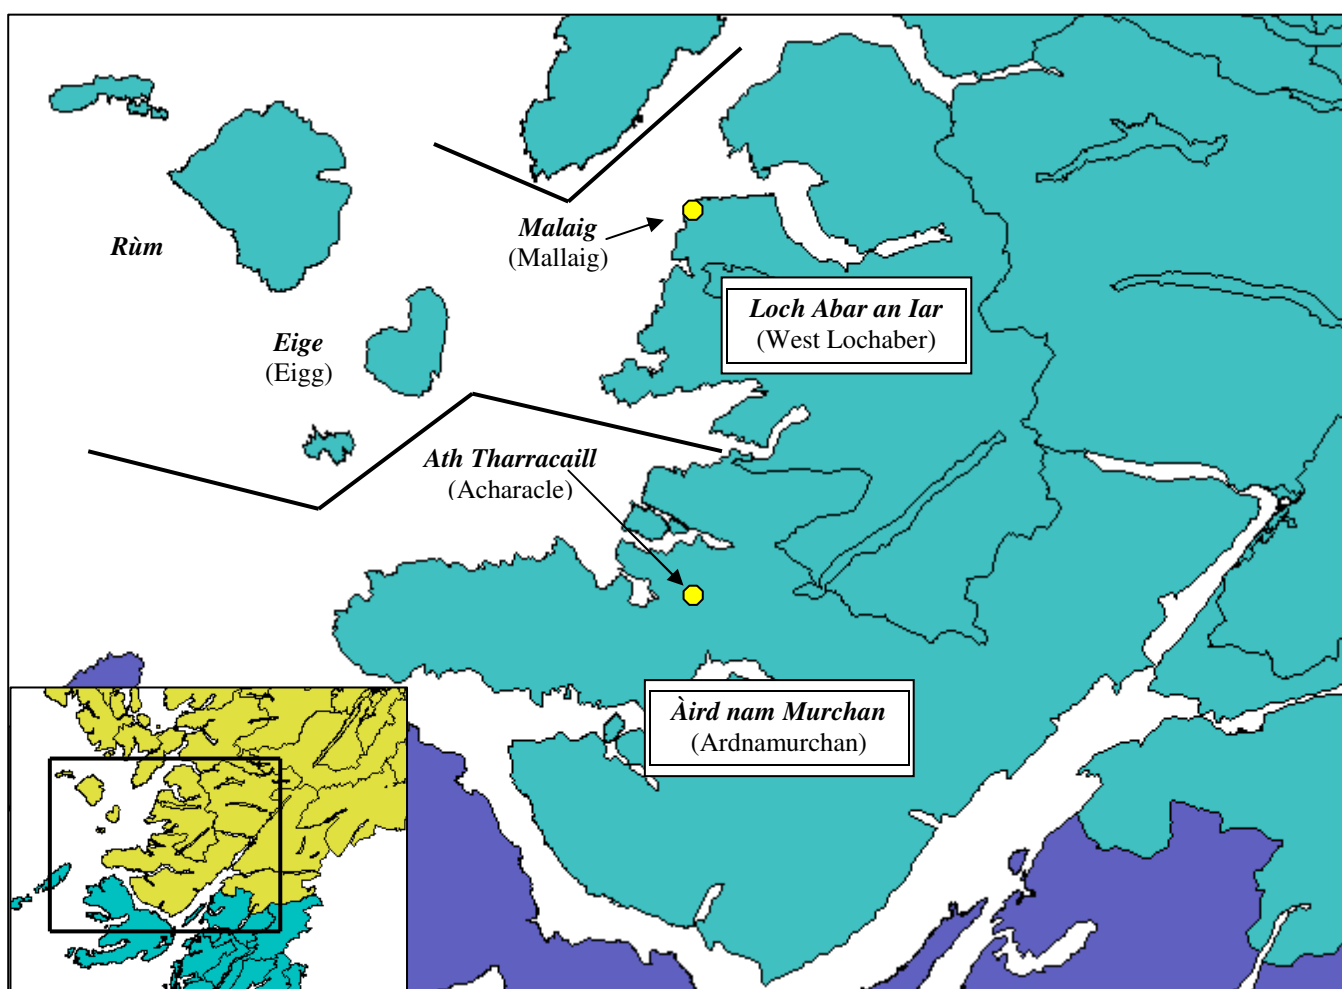 Rùm
Malaig
(Mallaig)
Loch Abar an Iar
(West Lochaber)
Eige
(Eigg)
Ath Tharracaill
(Acharacle)
Àird nam Murchan
(Ardnamurchan)